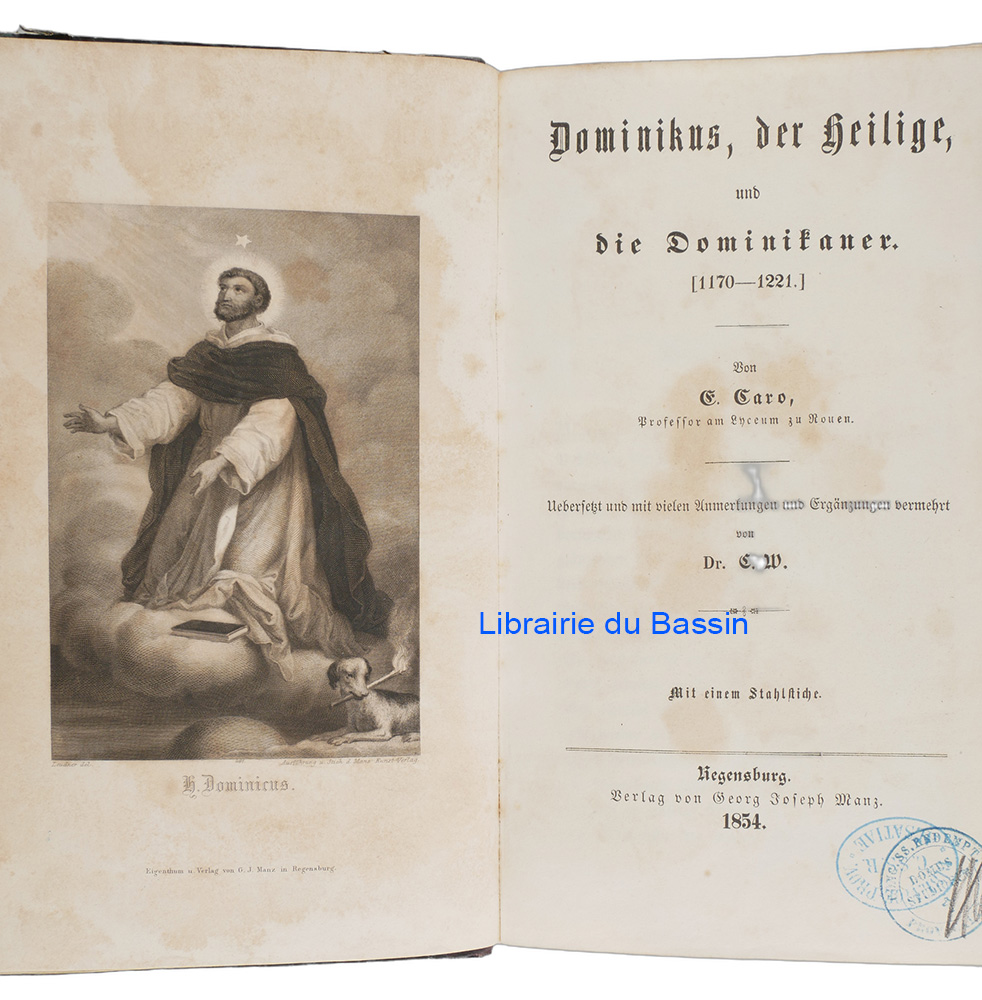 H. Dominicus.
Eigenthum u. Verlag von G. J. Manz in Regensburg.
Dominikus, der Heilige,
und
die Dominikaner.
[1170—1221.]
Von
E. Caro,
Professor am Lyceum zu Rouen.
Uebersetzt und mit vielen Anmerkungen und Ergänzungen vermehrt
von
Dr. C. W.
Librairie du Bassin
Mit einem Stahlstiche.
Regensburg.
Verlag von Georg Joseph Manz.
1854.